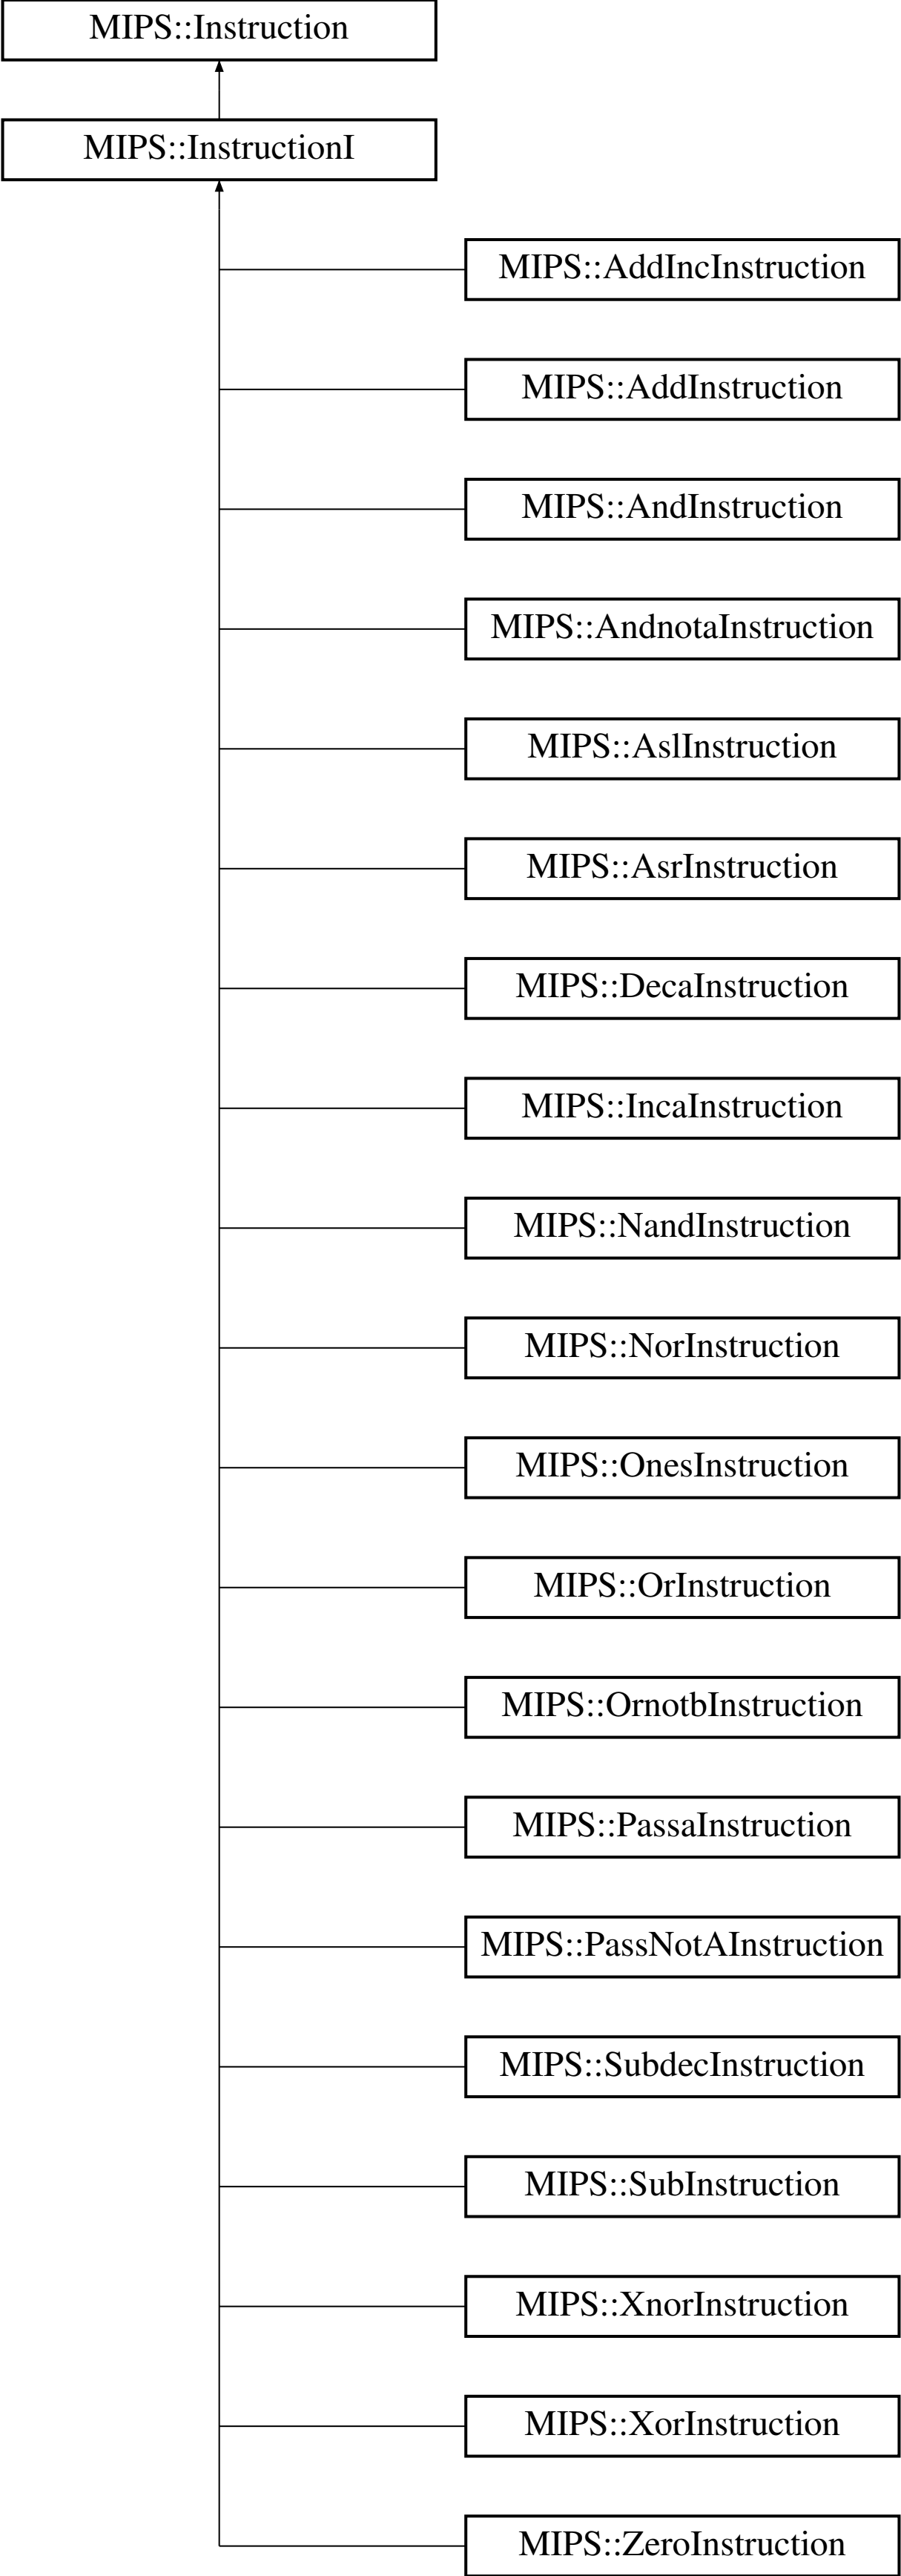 MIPS::Instruction
MIPS::InstructionI
MIPS::AddIncInstruction
MIPS::AddInstruction
MIPS::AndInstruction
MIPS::AndnotaInstruction
MIPS::AslInstruction
MIPS::AsrInstruction
MIPS::DecaInstruction
MIPS::IncaInstruction
MIPS::NandInstruction
MIPS::NorInstruction
MIPS::OnesInstruction
MIPS::OrInstruction
MIPS::OrnotbInstruction
MIPS::PassaInstruction
MIPS::PassNotAInstruction
MIPS::SubdecInstruction
MIPS::SubInstruction
MIPS::XnorInstruction
MIPS::XorInstruction
MIPS::ZeroInstruction